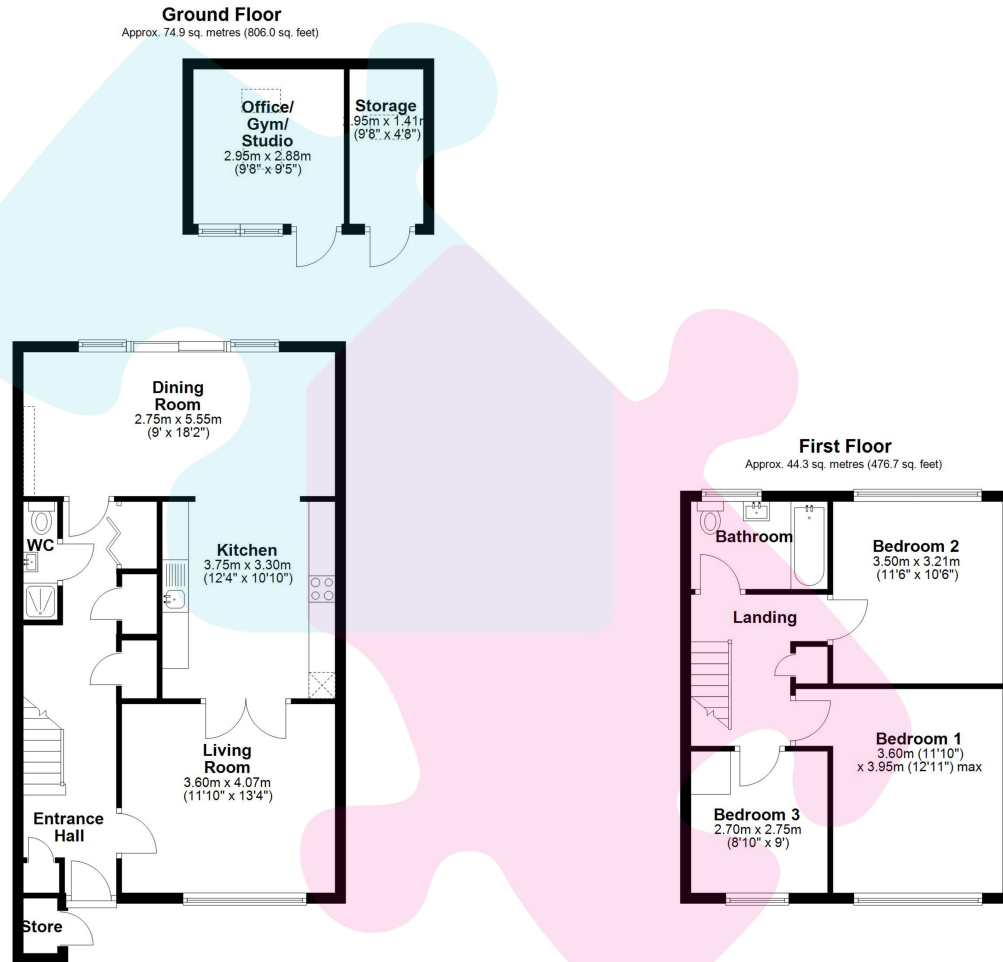 Ground Floor
Approx. 74.9 sq. metres (806.0 sq. feet)
Office/
Gym/
Studio
2.95m x 2.88m
(9'8" x 9'5")
Storage
.95m x 1.41m
(9'8" x 4'8")
Dining
Room
2.75m x 5.55m
(9' x 18'2")
WC
Kitchen
3.75m x 3.30m
(12'4" x 10'10")
Living
Room
3.60m x 4.07m
(11'10" x 13'4")
Entrance
Hall
Store
First Floor
Approx. 44.3 sq. metres (476.7 sq. feet)
Bathroom
Bedroom 2
3.50m x 3.21m
(11'6" x 10'6")
Landing
Bedroom 1
3.60m (11'10")
x 3.95m (12'11") max
Bedroom 3
2.70m x 2.75m
(8'10" x 9')